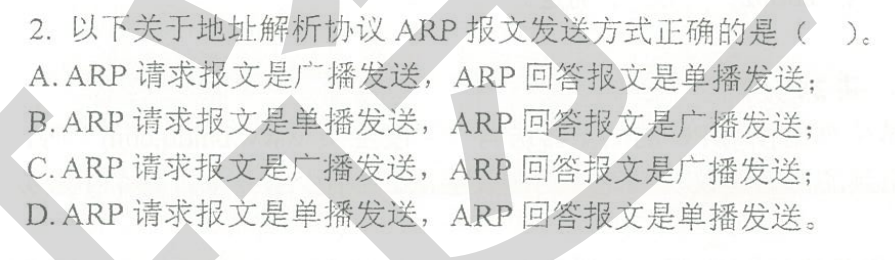 2. 以下关于地址解析协议 ARP 报文发送方式正确的是（　）。
A. ARP 请求报文是广播发送，ARP 回答报文是单播发送；
B. ARP 请求报文是单播发送，ARP 回答报文是广播发送；
C. ARP 请求报文是广播发送，ARP 回答报文是广播发送；
D. ARP 请求报文是单播发送，ARP 回答报文是单播发送。